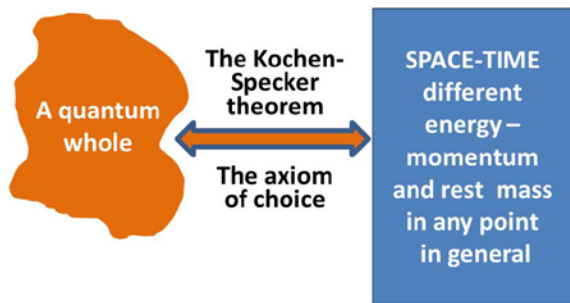 A quantum
whole
The Kochen-
Specker
theorem
The axiom
of choice
SPACE-TIME
different
energy –
momentum
and rest mass
in any point
in general